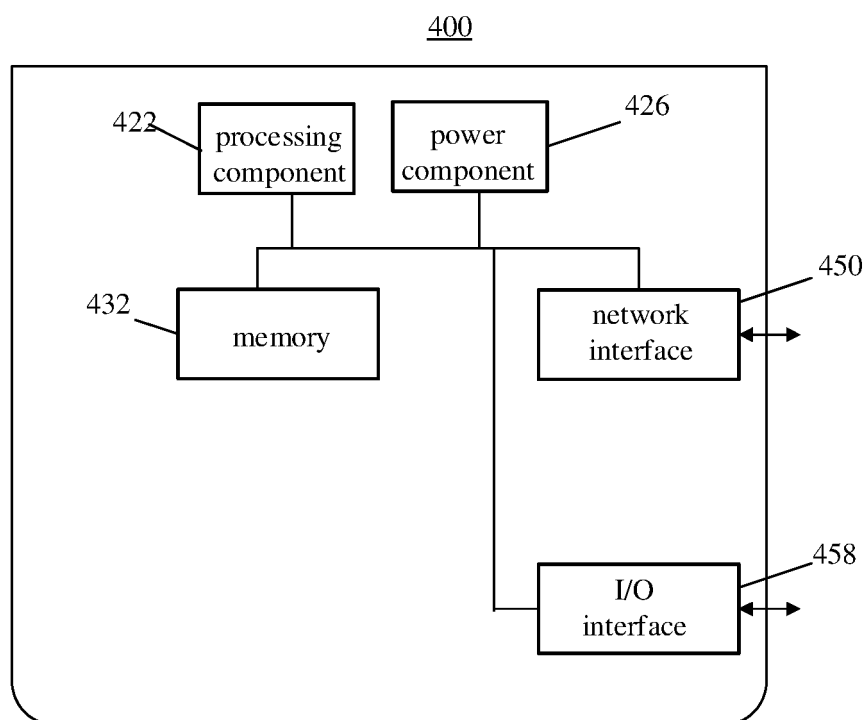 400
422
processing
component
power
component
426
432
memory
450
network
interface
458
I/O
interface